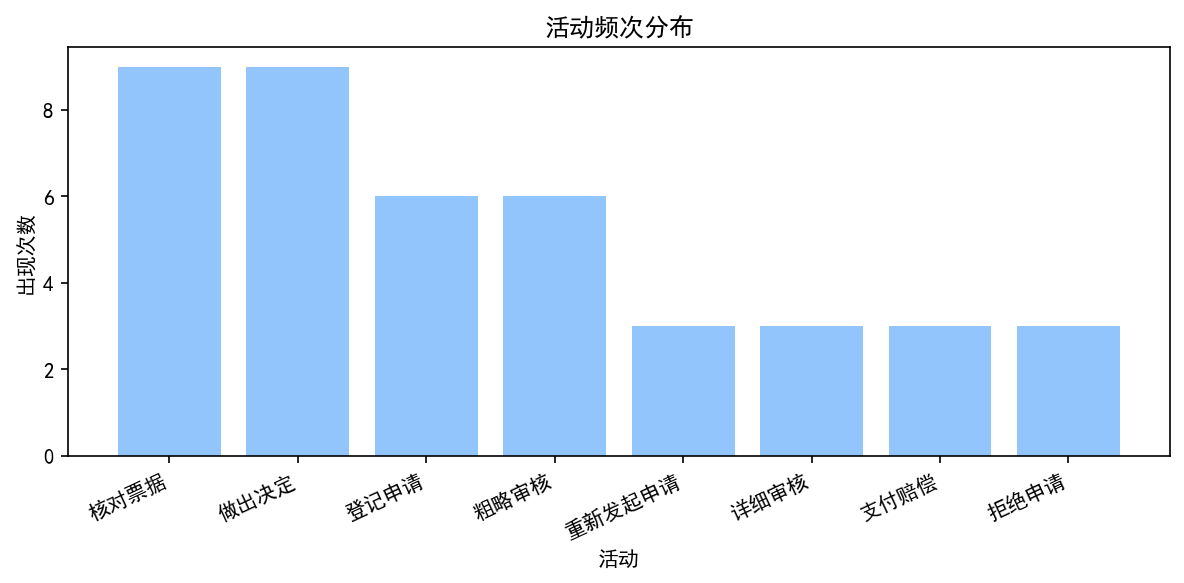 活动频次分布
出现次数
8
6
4
2
0
核对票据
做出决定
登记申请
粗略审核
重新发起申请
详细审核
支付赔偿
拒绝申请
活动